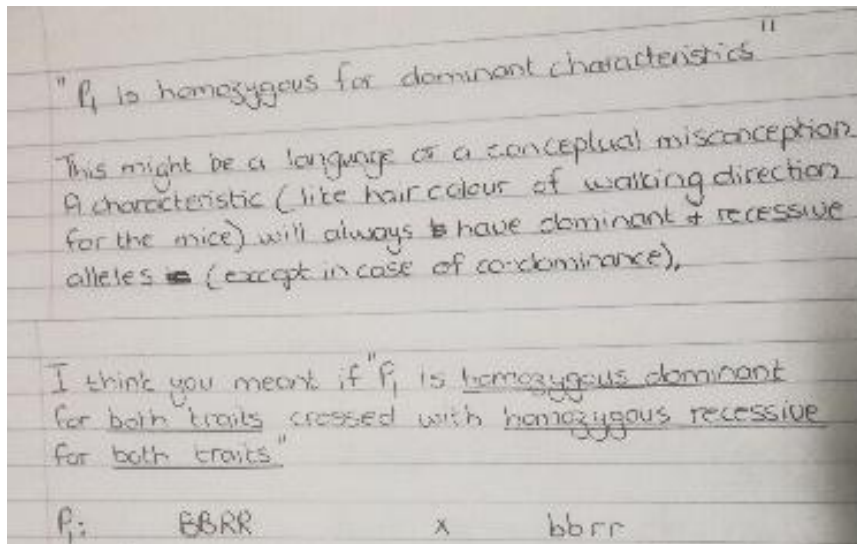 "P₁ is homozygous for dominant characteristics"
This might be a language or a conceptual misconception
A characteristic (like hair colour of walking direction
for the mice) will always have dominant + recessive
alleles (except in case of co-dominance),
I think you meant if "P₁ is homozygous dominant
for both traits crossed with homozygous recessive
for both traits"
P₁: BBRR x bbrr